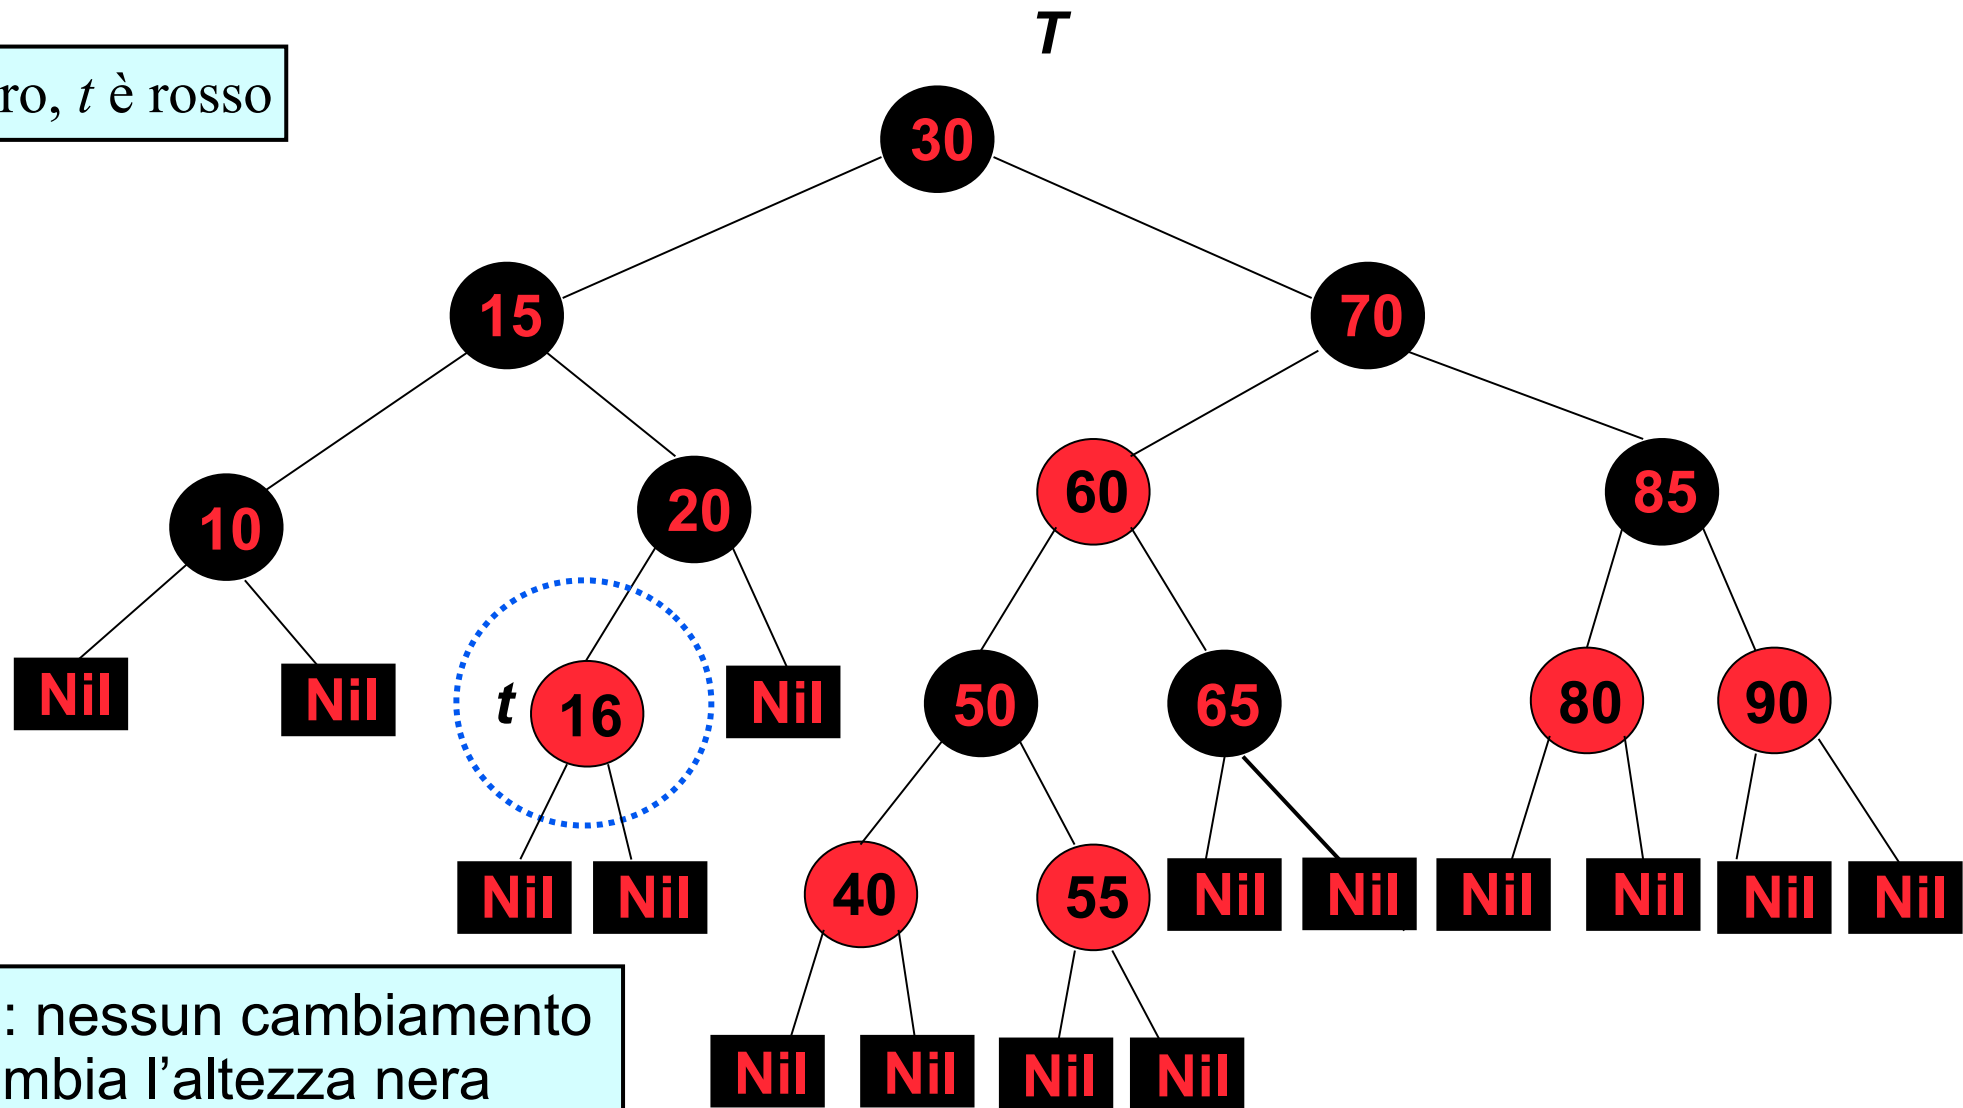 T
ro, t è rosso
30
15
70
10
20
60
85
Nil
Nil
t
16
Nil
50
65
80
90
Nil
Nil
40
55
Nil
Nil
Nil
Nil
Nil
Nil
: nessun cambiamento
mbia l’altezza nera
Nil
Nil
Nil
Nil